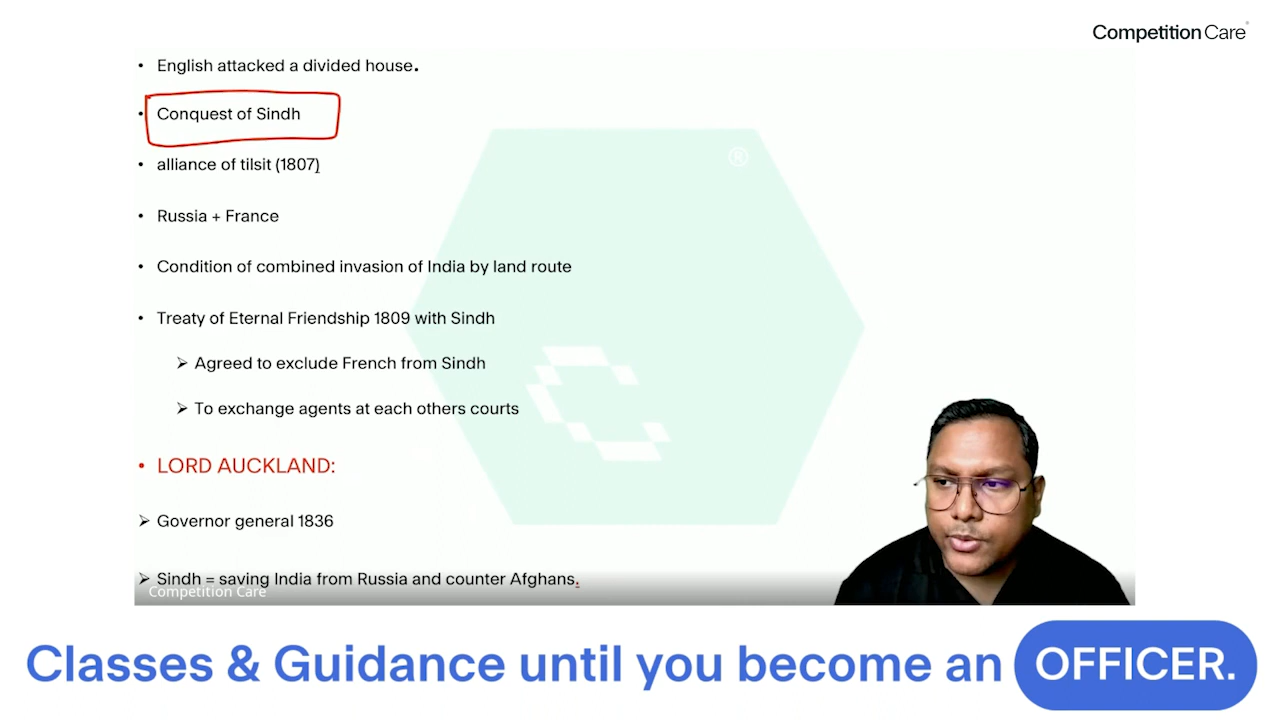 Competition Care
• English attacked a divided house.
• Conquest of Sindh
• alliance of tilsit (1807)
• Russia + France
• Condition of combined invasion of India by land route
• Treaty of Eternal Friendship 1809 with Sindh
➢ Agreed to exclude French from Sindh
➢ To exchange agents at each others courts
• LORD AUCKLAND:
➢ Governor general 1836
➢ Sindh = saving India from Russia and counter Afghans.
Competition Care
Classes & Guidance until you become an OFFICER.